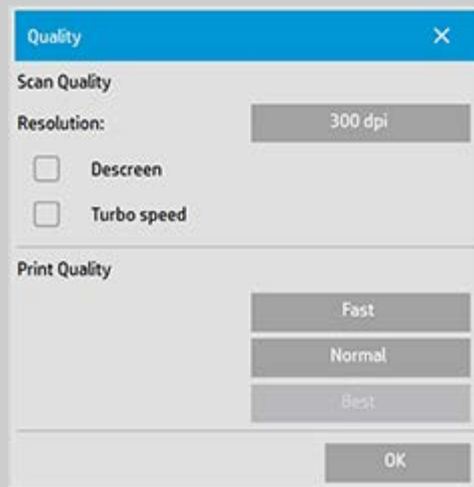 Quality
Scan Quality
Resolution: 300 dpi
Descreen
Turbo speed
Print Quality
Fast
Normal
Best
OK